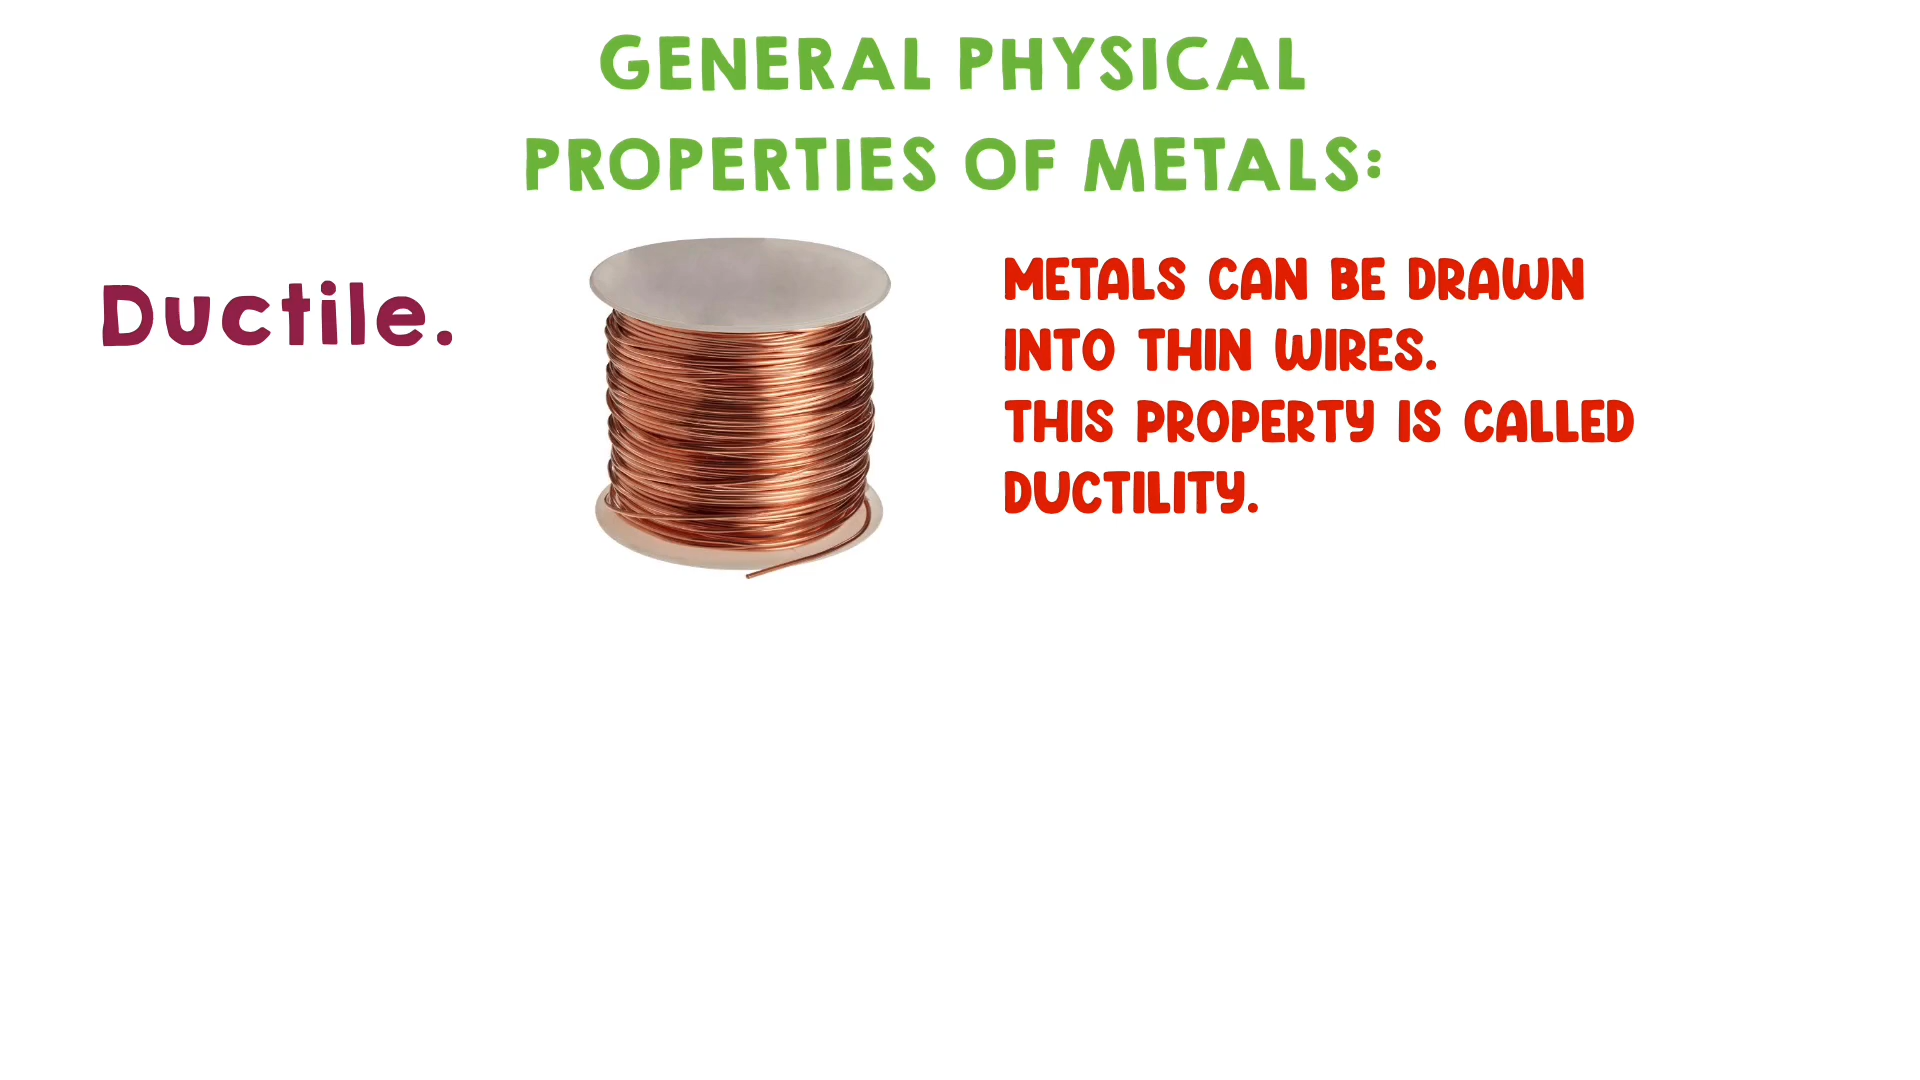 GENERAL PHYSICAL
PROPERTIES OF METALS:
Ductile.
METALS CAN BE DRAWN
INTO THIN WIRES.
THIS PROPERTY IS CALLED
DUCTILITY.